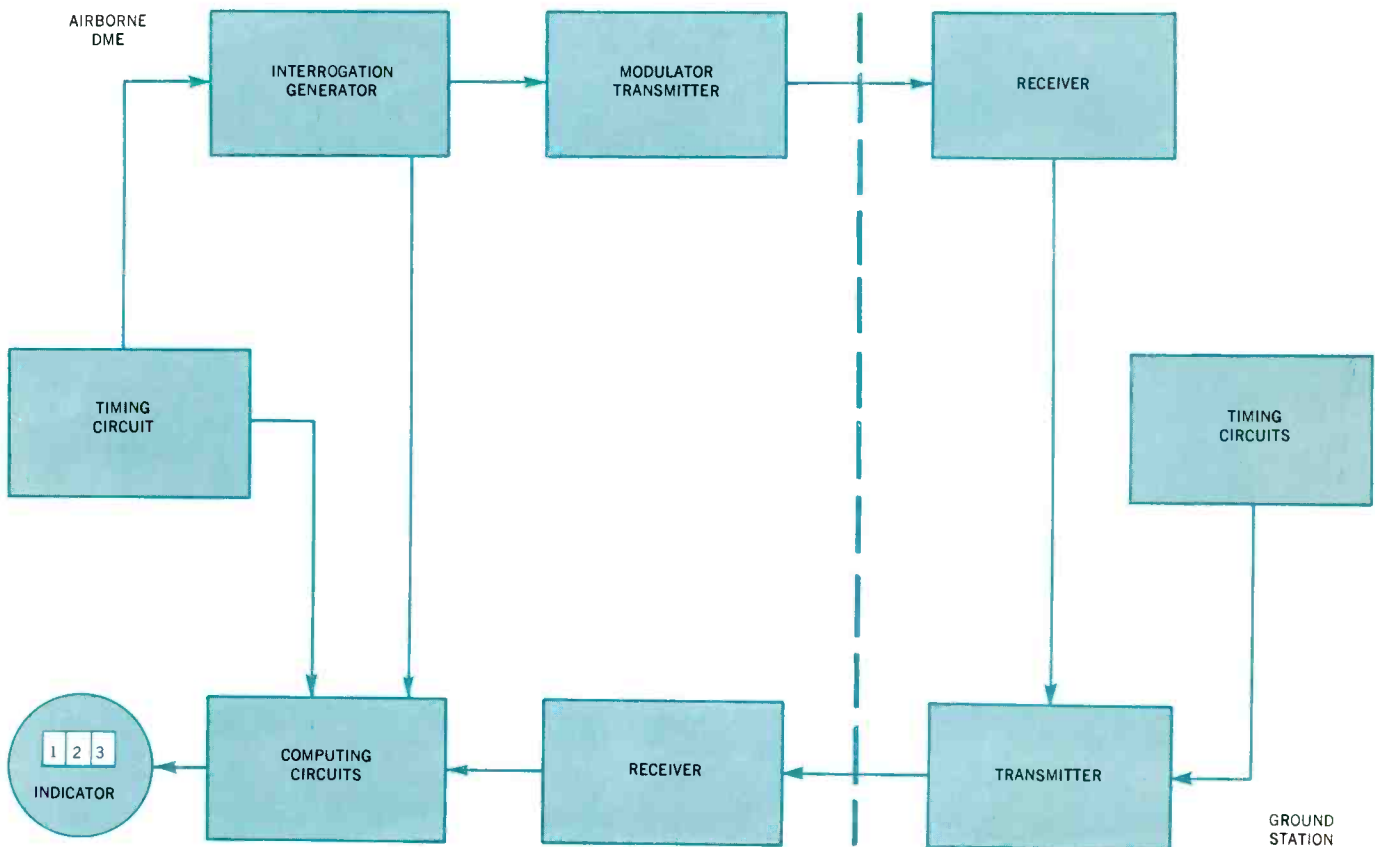 AIRBORNE
DME
INTERROGATION
GENERATOR
MODULATOR
TRANSMITTER
RECEIVER
TIMING
CIRCUIT
TIMING
CIRCUITS
1 2 3
INDICATOR
COMPUTING
CIRCUITS
RECEIVER
TRANSMITTER
GROUND
STATION